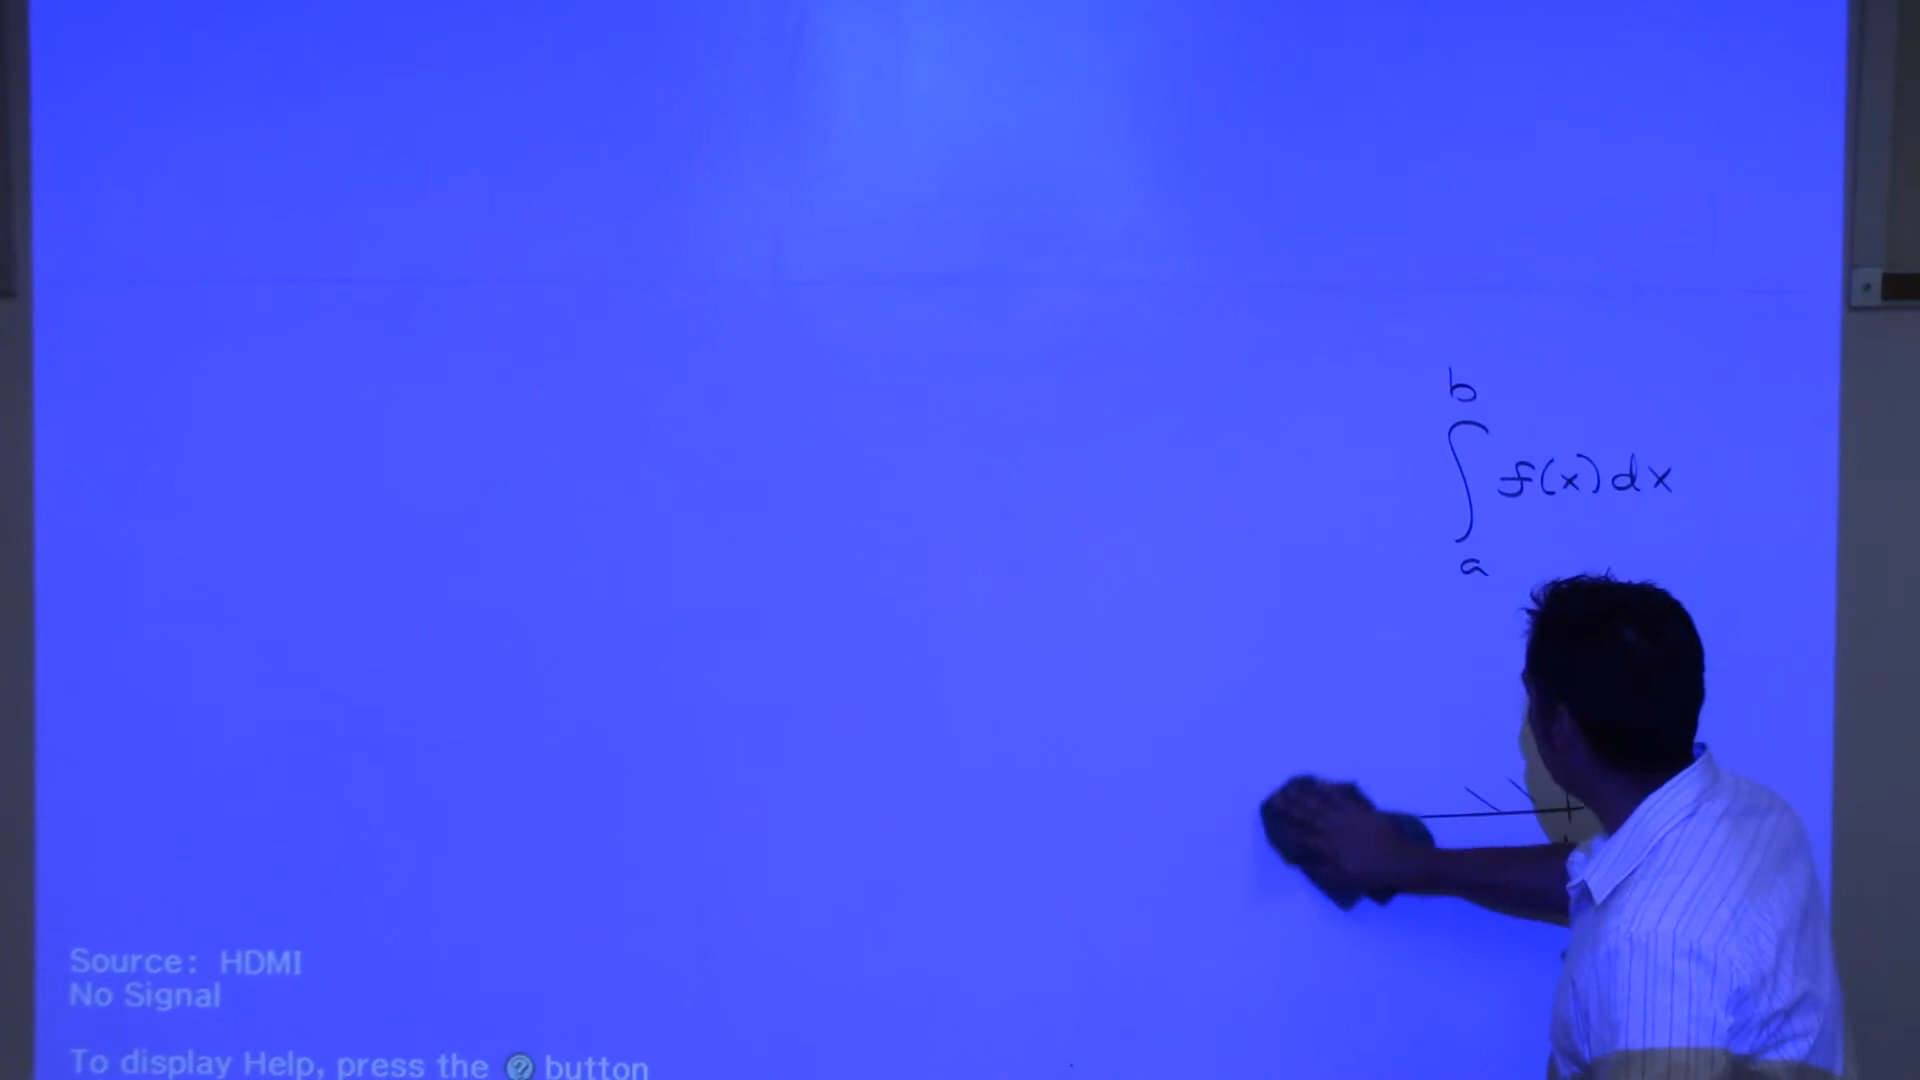 b
∫ f(x)dx
a
Source: HDMI
No Signal
To display Help, press the ? button